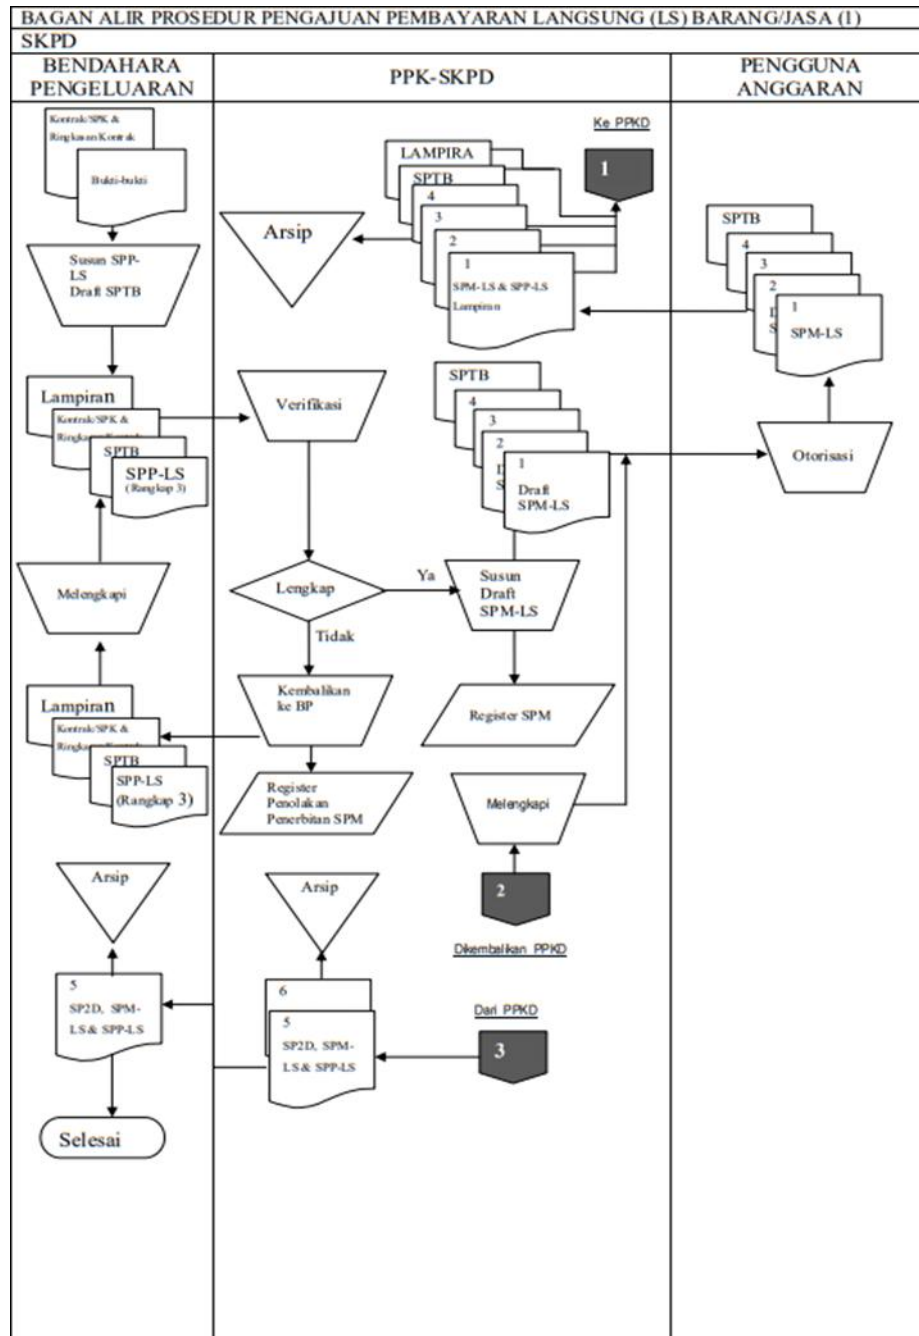 BAGAN ALIR PROSEDUR PENGAJUAN PEMBAYARAN LANGSUNG (LS) BARANG/JASA (1)
SKPD
BENDAHARA
PENGELUARAN
PPK-SKPD
PENGGUNA
ANGGARAN
Kontrak/SPK &
Ringkasan Kontrak
Bukti-bukti
Susun SPP-
LS
Draft SPTB
Lampiran
Kontrak/SPK &
SPTB
SPP-LS
(Rangkap 3)
Melengkapi
Lampiran
Kontrak/SPK &
SPTB
SPP-LS
(Rangkap 3)
Arsip
5
SP2D, SPM-
LS & SPP-LS
Selesai
Ke PPKD
1
LAMPIRA
SPTB
4
3
2
1
SPM-LS & SPP-LS
Lampiran
Arsip
Verifikasi
SPTB
4
3
2
D
S
1
Draft
SPM-LS
Lengkap
Ya
Tidak
Susun
Draft
SPM-LS
Kembalikan
ke BP
Register SPM
Register
Penolakan
Penerbitan SPM
Melengkapi
2
Dikembalikan PPKD
Arsip
6
5
SP2D, SPM-
LS & SPP-LS
Dari PPKD
3
SPTB
4
3
2
D
S
1
SPM-LS
Otorisasi